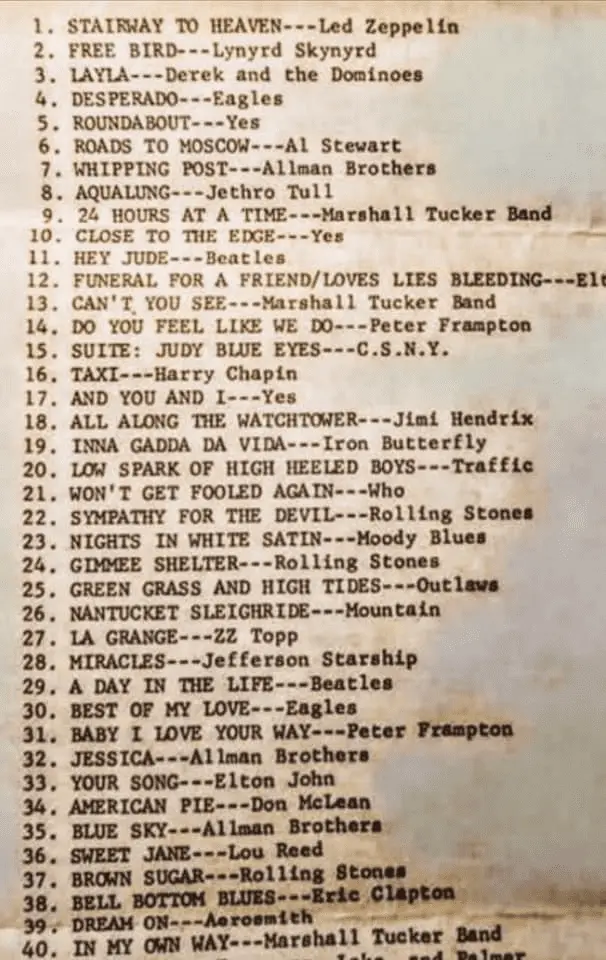 1. STAIRWAY TO HEAVEN---Led Zeppelin
2. FREE BIRD---Lynyrd Skynyrd
3. LAYLA---Derek and the Dominoes
4. DESPERADO---Eagles
5. ROUNDABOUT---Yes
6. ROADS TO MOSCOW---Al Stewart
7. WHIPPING POST---Allman Brothers
8. AQUALUNG---Jethro Tull
9. 24 HOURS AT A TIME---Marshall Tucker Band
10. CLOSE TO THE EDGE---Yes
11. HEY JUDE---Beatles
12. FUNERAL FOR A FRIEND/LOVES LIES BLEEDING---Elt
13. CAN'T YOU SEE---Marshall Tucker Band
14. DO YOU FEEL LIKE WE DO---Peter Frampton
15. SUITE: JUDY BLUE EYES---C.S.N.Y.
16. TAXI---Harry Chapin
17. AND YOU AND I---Yes
18. ALL ALONG THE WATCHTOWER---Jimi Hendrix
19. INNA GADDA DA VIDA---Iron Butterfly
20. LOW SPARK OF HIGH HEELED BOYS---Traffic
21. WON'T GET FOOLED AGAIN---Who
22. SYMPATHY FOR THE DEVIL---Rolling Stones
23. NIGHTS IN WHITE SATIN---Moody Blues
24. GIMMEE SHELTER---Rolling Stones
25. GREEN GRASS AND HIGH TIDES---Outlaws
26. NANTUCKET SLEIGHRIDE---Mountain
27. LA GRANGE---ZZ Topp
28. MIRACLES---Jefferson Starship
29. A DAY IN THE LIFE---Beatles
30. BEST OF MY LOVE---Eagles
31. BABY I LOVE YOUR WAY---Peter Frampton
32. JESSICA---Allman Brothers
33. YOUR SONG---Elton John
34. AMERICAN PIE---Don McLean
35. BLUE SKY---Allman Brothers
36. SWEET JANE---Lou Reed
37. BROWN SUGAR---Rolling Stones
38. BELL BOTTOM BLUES---Eric Clapton
39. DREAM ON---Aerosmith
40. IN MY OWN WAY---Marshall Tucker Band
Lake, and Palmer